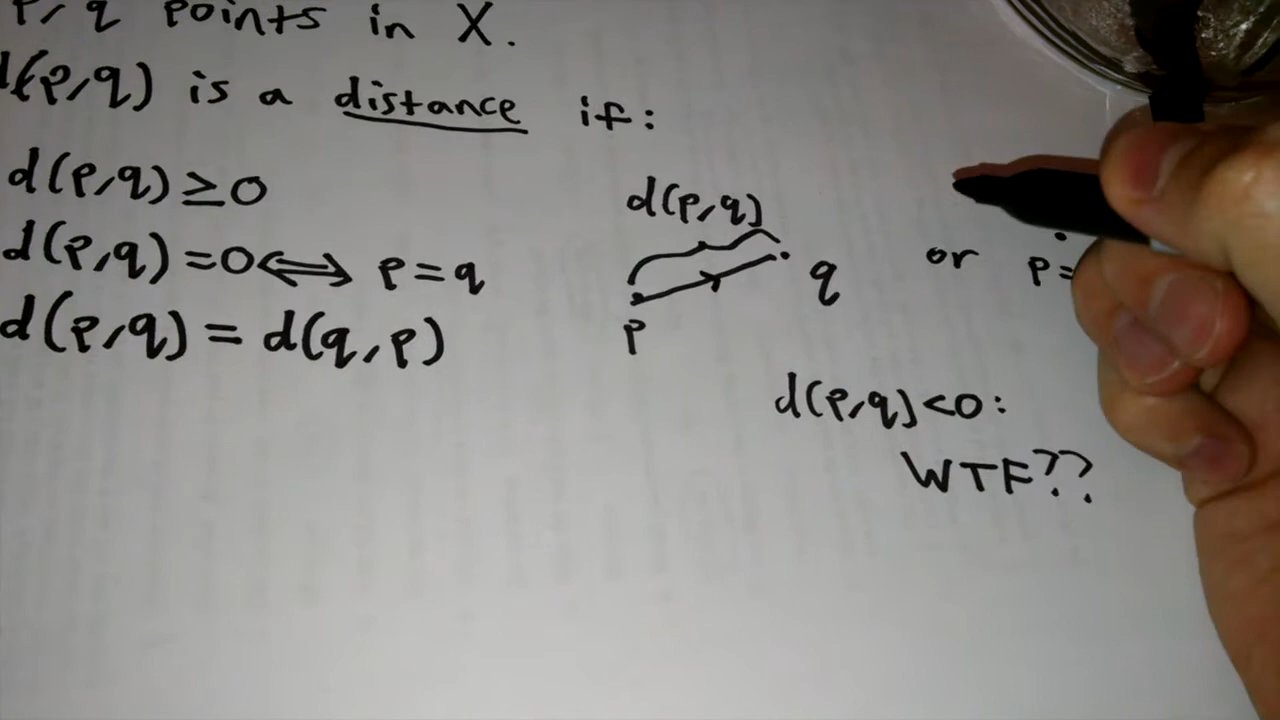 p, q points in X.
d(p,q) is a distance if:
d(p,q) ≥ 0
d(p,q) = 0 ⟺ p = q
d(p,q) = d(q,p)
d(p,q)
p
q
or p =
d(p,q) < 0:
WTF??